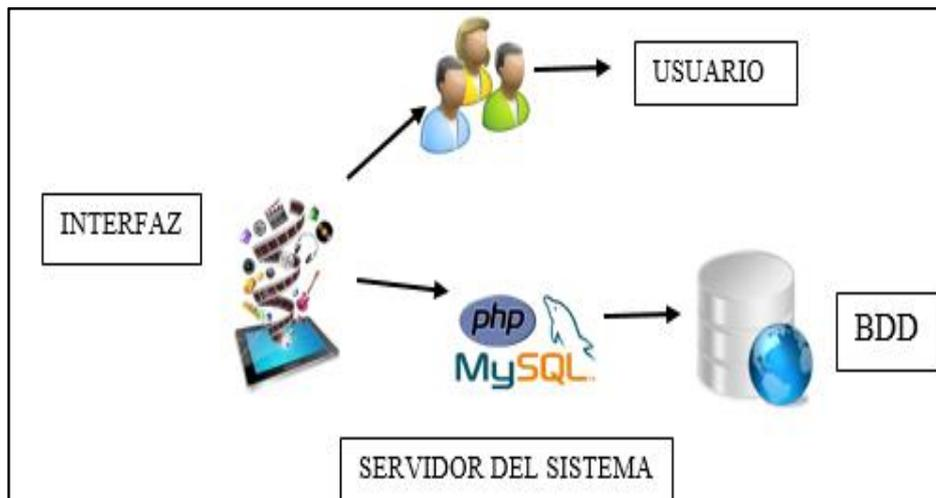 USUARIO
INTERFAZ
php
MySQL
BDD
SERVIDOR DEL SISTEMA